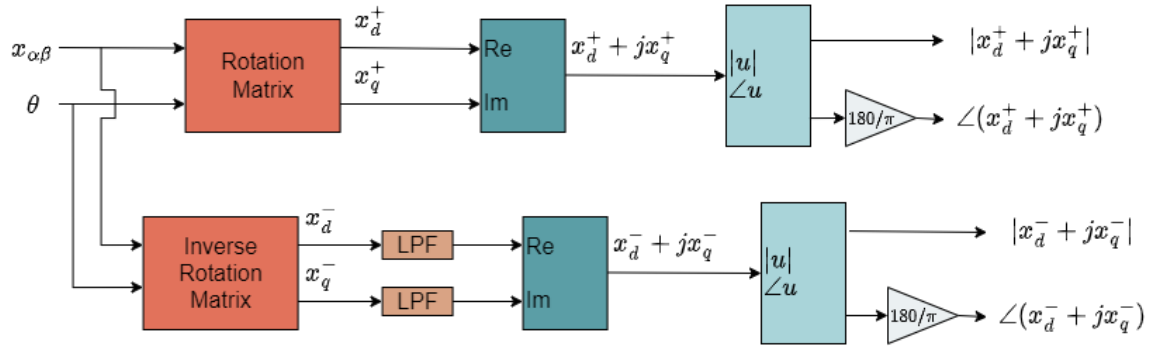 x_{αβ}
θ
Rotation
Matrix
x_d^+
x_q^+
Re
Im
x_d^+ + jx_q^+
|u|
∠u
|x_d^+ + jx_q^+|
180/π
∠(x_d^+ + jx_q^+)
Inverse
Rotation
Matrix
x_d^-
x_q^-
LPF
LPF
Re
Im
x_d^- + jx_q^-
|u|
∠u
|x_d^- + jx_q^-|
180/π
∠(x_d^- + jx_q^-)